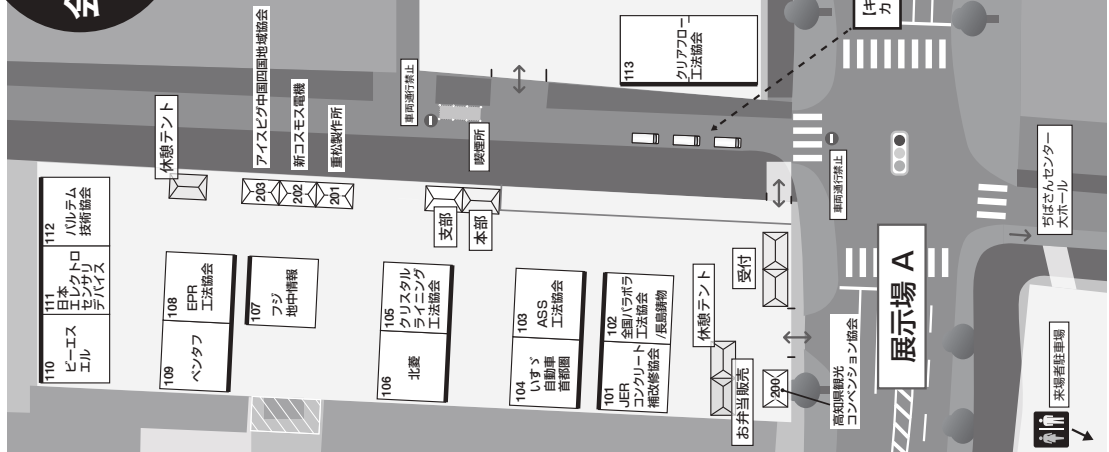 会
110
ピーエス
エル
111
日本
エレクトロ
センサリ
デバイス
112
パルテム
技術協会
休憩テント
109
ベンタフ
108
EPR
工法協会
107
フジ
地中情報
アイスピグ中国四国地域協会
新コスモス電機
重松製作所
203
202
201
106
北菱
105
クリスタル
ライニング
工法協会
支部
本部
車両通行禁止
喫煙所
104
いすゞ
自動車
首都圏
103
ASS
工法協会
101
JER
コンクリート
補改修協会
102
全国パラボラ
工法協会
/長島鋳物
113
クリアフロー
工法協会
休憩テント
お弁当販売
受付
200
高知県観光
コンベンション協会
車両通行禁止
【キ
カ
展示場 A
ぢばさんセンター
大ホール
来場者駐車場